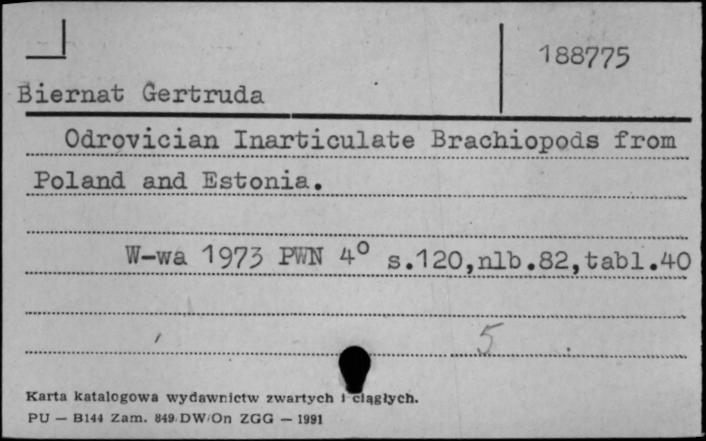 188775
Biernat Gertruda
Odrovician Inarticulate Brachiopods from
Poland and Estonia.
W-wa 1973 PWN 4° s.120,nlb.82,tabl.40
5
Karta katalogowa wydawnictw zwartych i ciągłych.
PU — B144 Zam. 849 DW/On ZGG — 1991